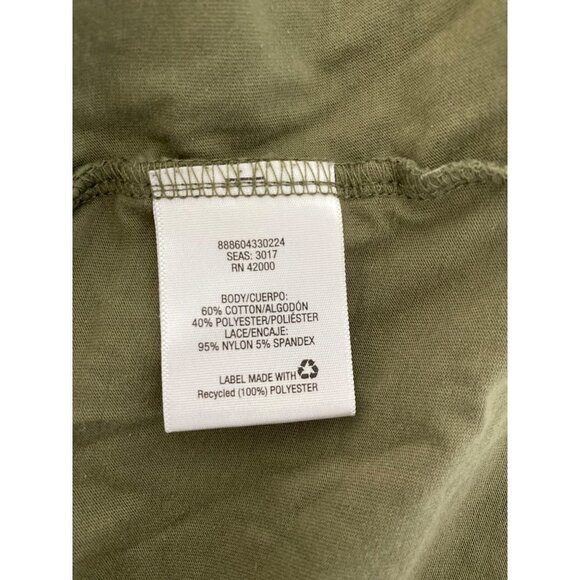 888604330224
SEAS: 3017
RN 42000
BODY/CUERPO:
60% COTTON/ALGODÓN
40% POLYESTER/POLIÉSTER
LACE/ENCAJE:
95% NYLON 5% SPANDEX
LABEL MADE WITH
Recycled (100%) POLYESTER